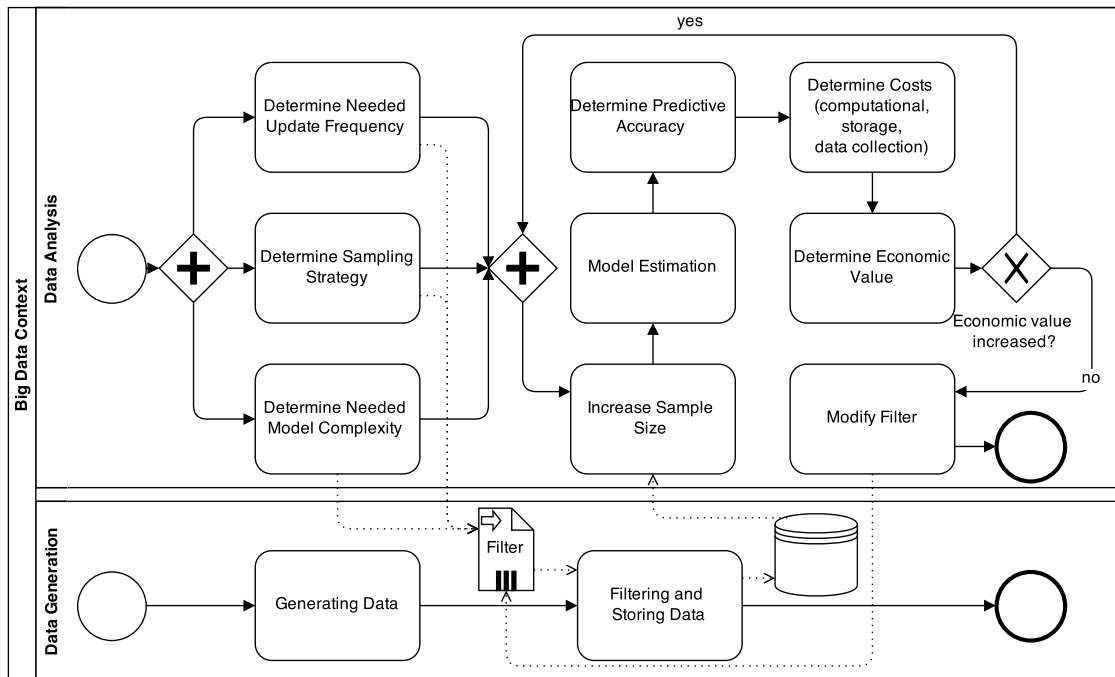 Big Data Context
Data Analysis
yes
Determine Needed
Update Frequency
Determine Predictive
Accuracy
Determine Costs
(computational,
storage,
data collection)
Determine Sampling
Strategy
Model Estimation
Determine Economic
Value
Economic value
increased?
no
Determine Needed
Model Complexity
Increase Sample
Size
Modify Filter
Data Generation
Filter
Generating Data
Filtering and
Storing Data